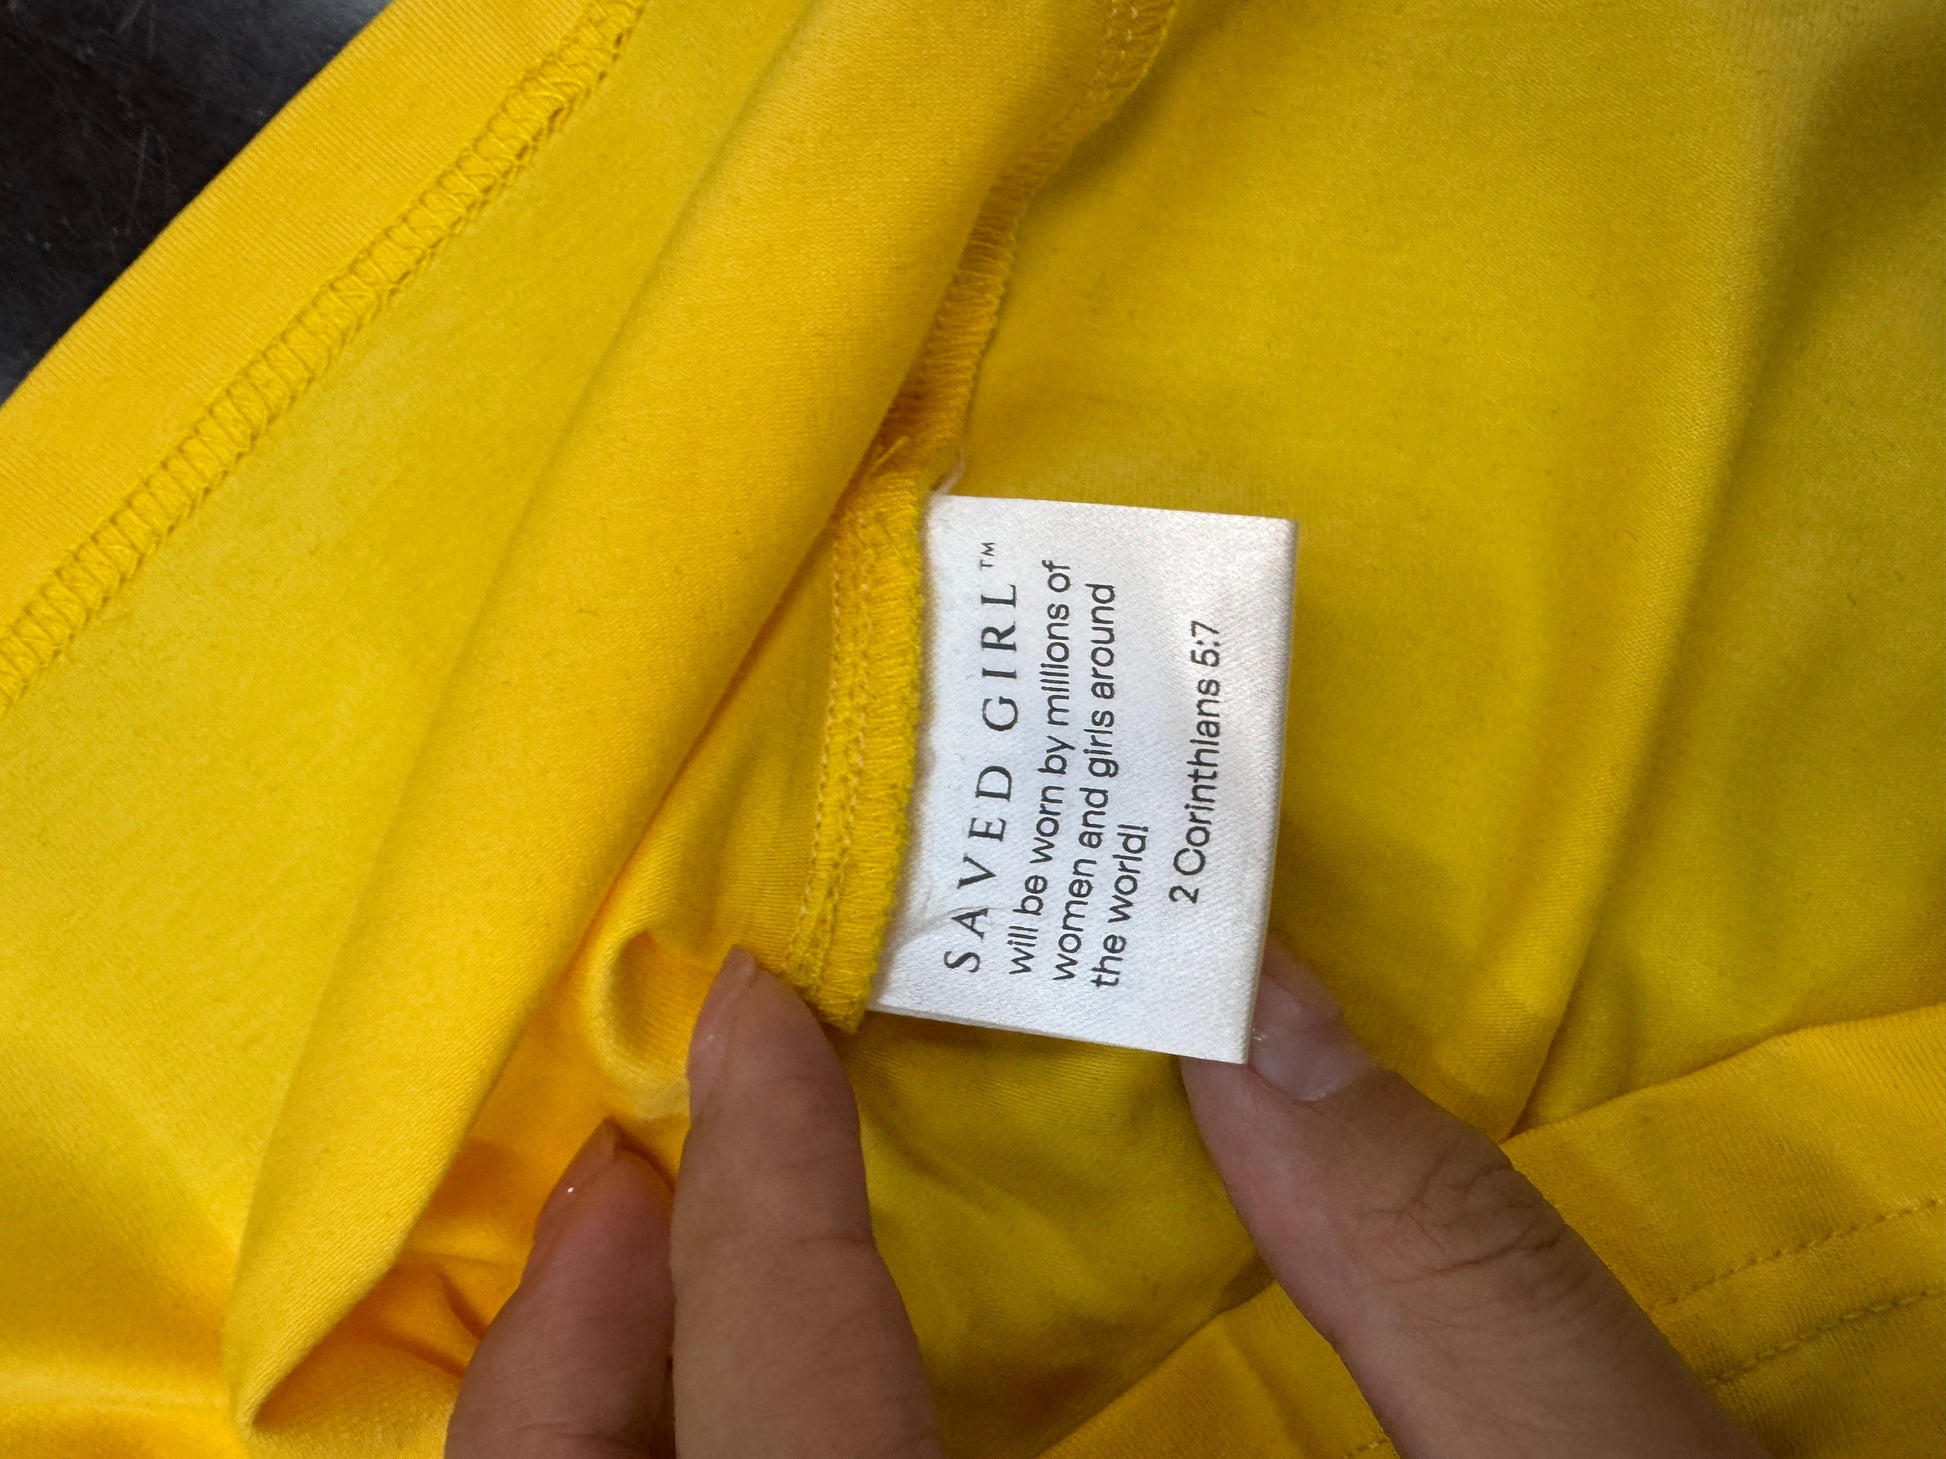 SAVED GIRL™
will be worn by millions of
women and girls around
the world!
2 Corinthians 5:7